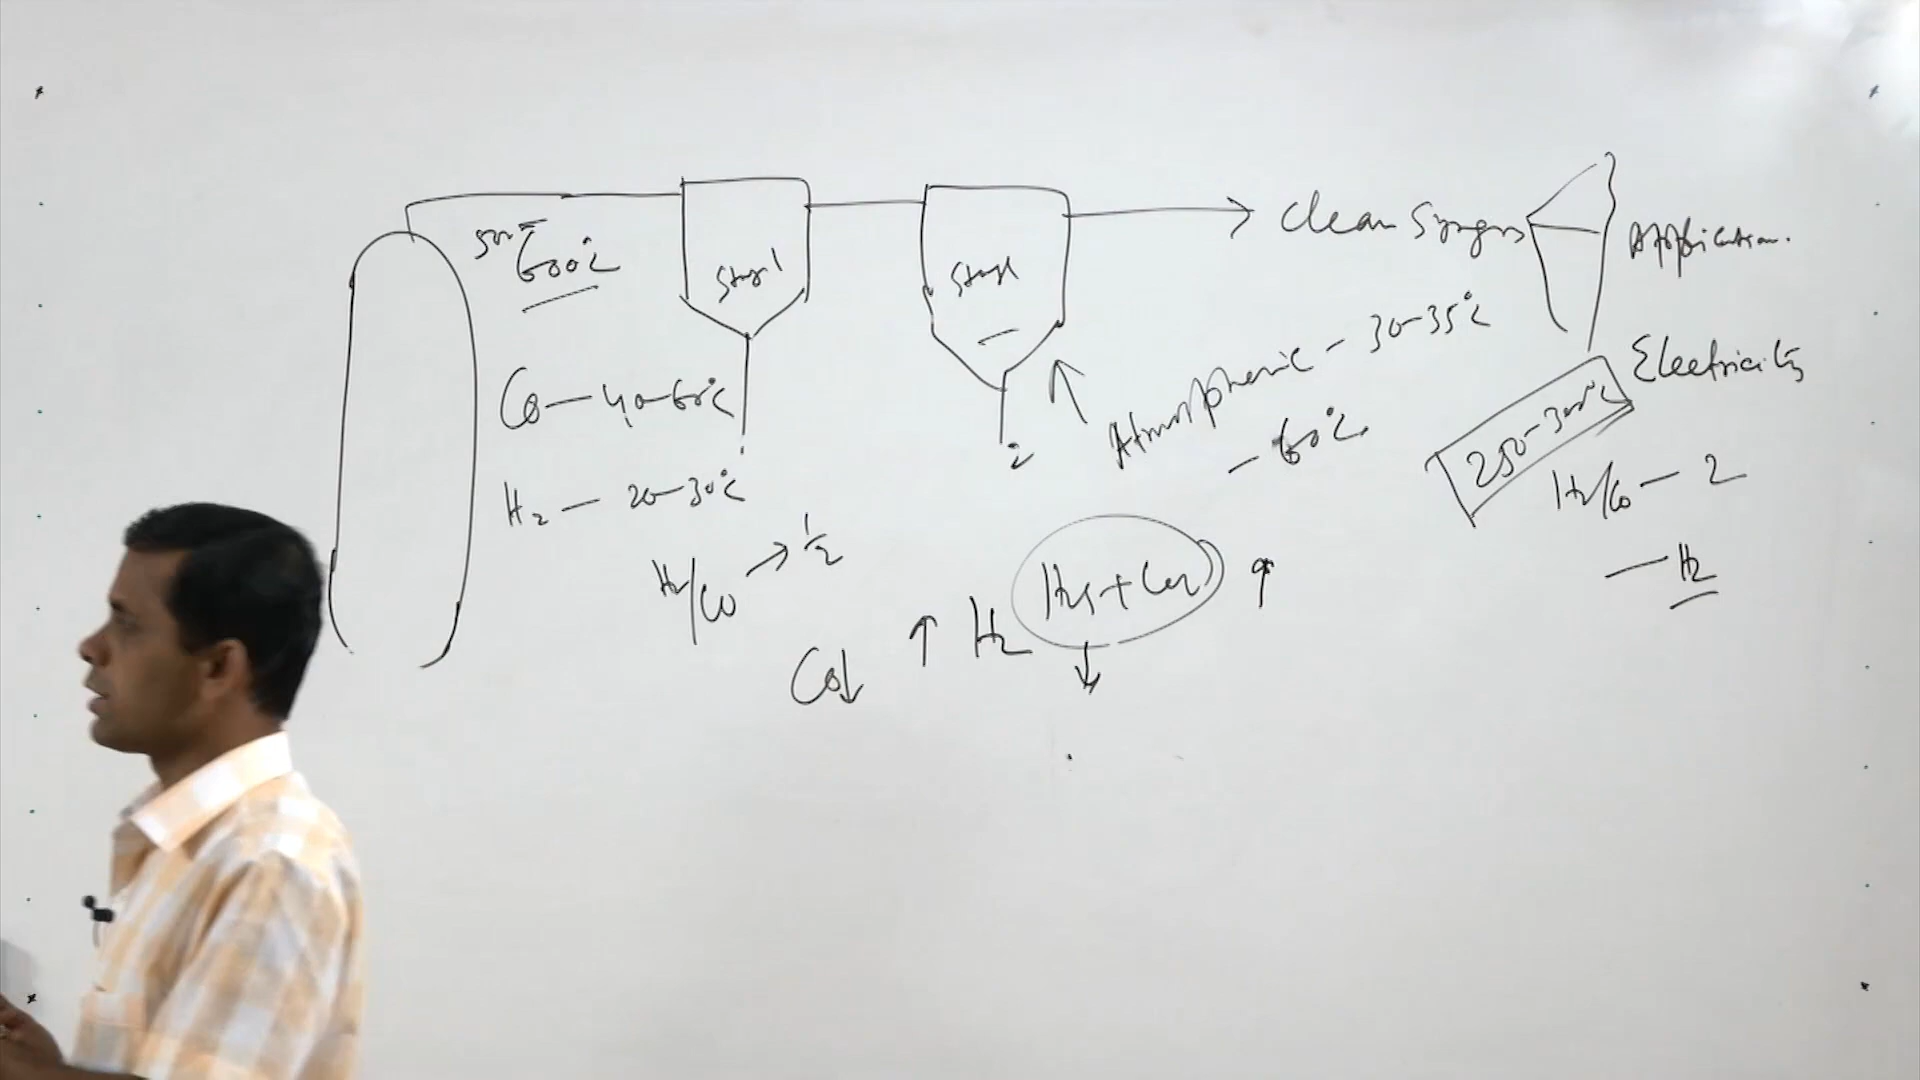 500-
600°C
Stage 1
Stage
Clean Syngas
Application.
Atmospheric - 30-35°C
- 60°C
Electricity
250-300°C
H2/CO - 2
- H2
CO - 40-60%
H2 - 20-30%
1
2
H2/CO → 1/2
CO↓ ↑ H2
H2S + CO2 ↑
↓